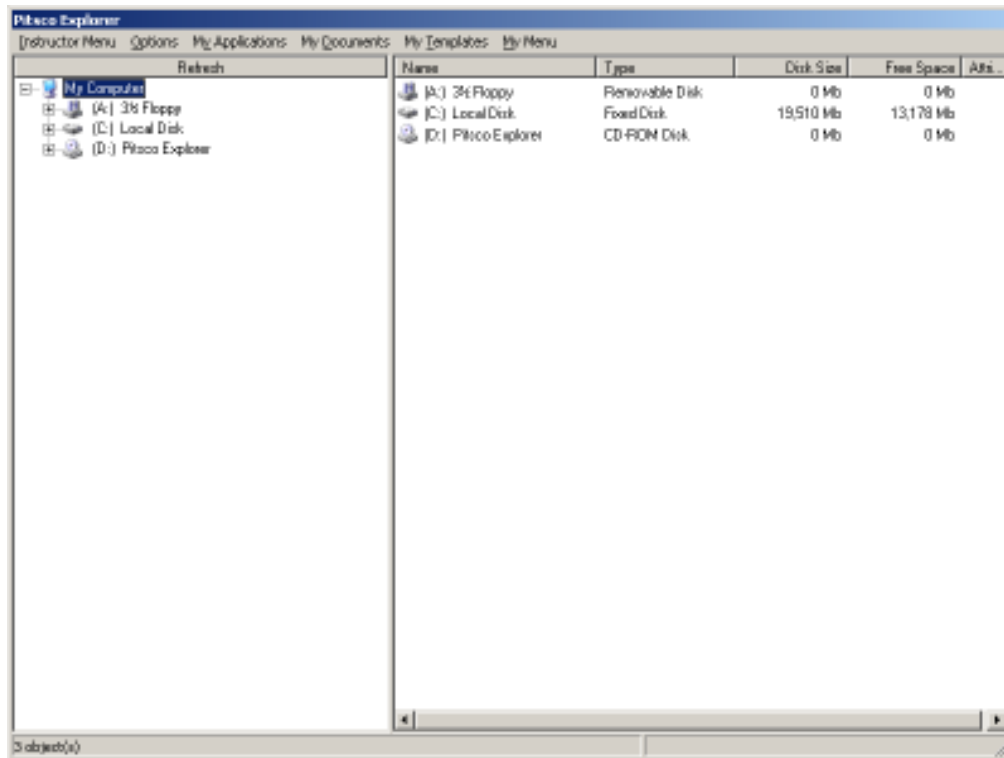 Pitsco Explorer
Instructor Menu Options My Applications My Documents My Templates My Menu
Refresh
My Computer
(A:) 3½ Floppy
(C:) Local Disk
(D:) Pitsco Explorer
Name Type Disk Size Free Space Attri...
(A:) 3½ Floppy Removable Disk 0 Mb 0 Mb
(C:) Local Disk Fixed Disk 19,510 Mb 13,178 Mb
(D:) Pitsco Explorer CD-ROM Disk 0 Mb 0 Mb
3 object(s)